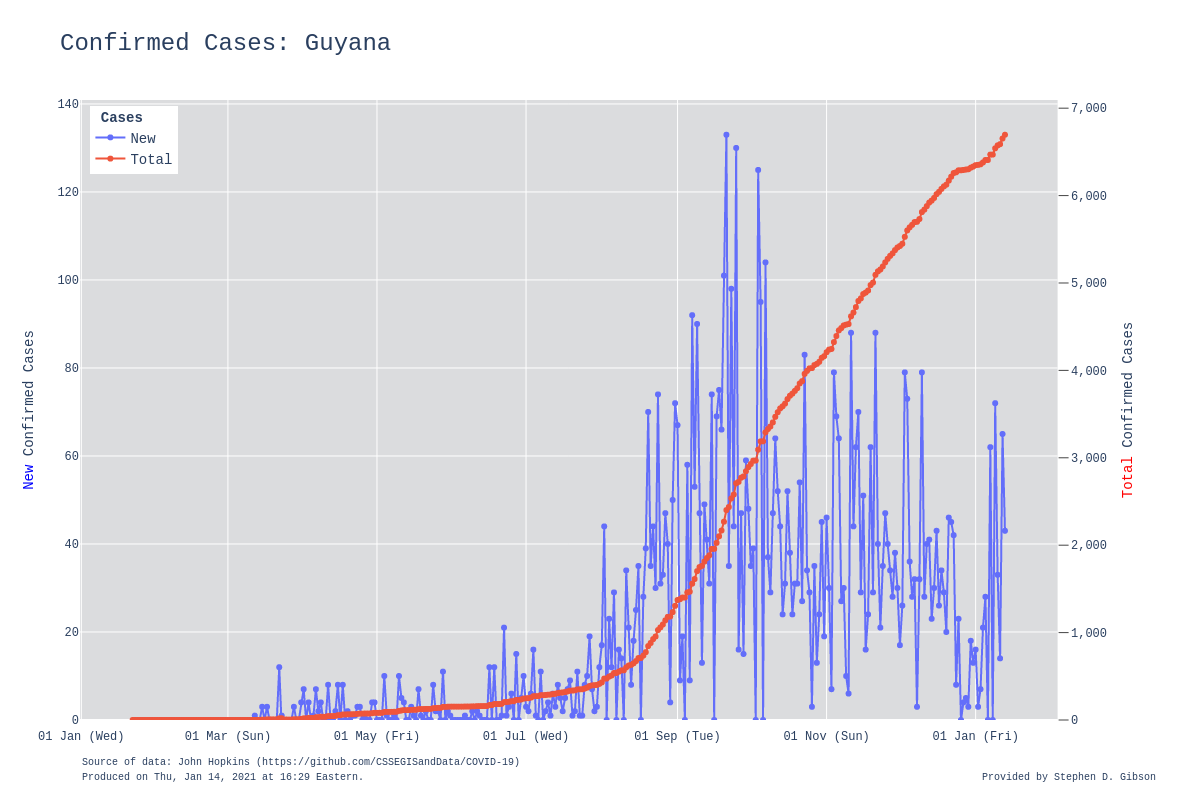 Confirmed Cases: Guyana
Cases
New
Total
140
120
100
80
60
40
20
0
7,000
6,000
5,000
4,000
3,000
2,000
1,000
0
New Confirmed Cases
Total Confirmed Cases
01 Jan (Wed) 01 Mar (Sun) 01 May (Fri) 01 Jul (Wed) 01 Sep (Tue) 01 Nov (Sun) 01 Jan (Fri)
Source of data: John Hopkins (https://github.com/CSSEGISandData/COVID-19)
Produced on Thu, Jan 14, 2021 at 16:29 Eastern.
Provided by Stephen D. Gibson